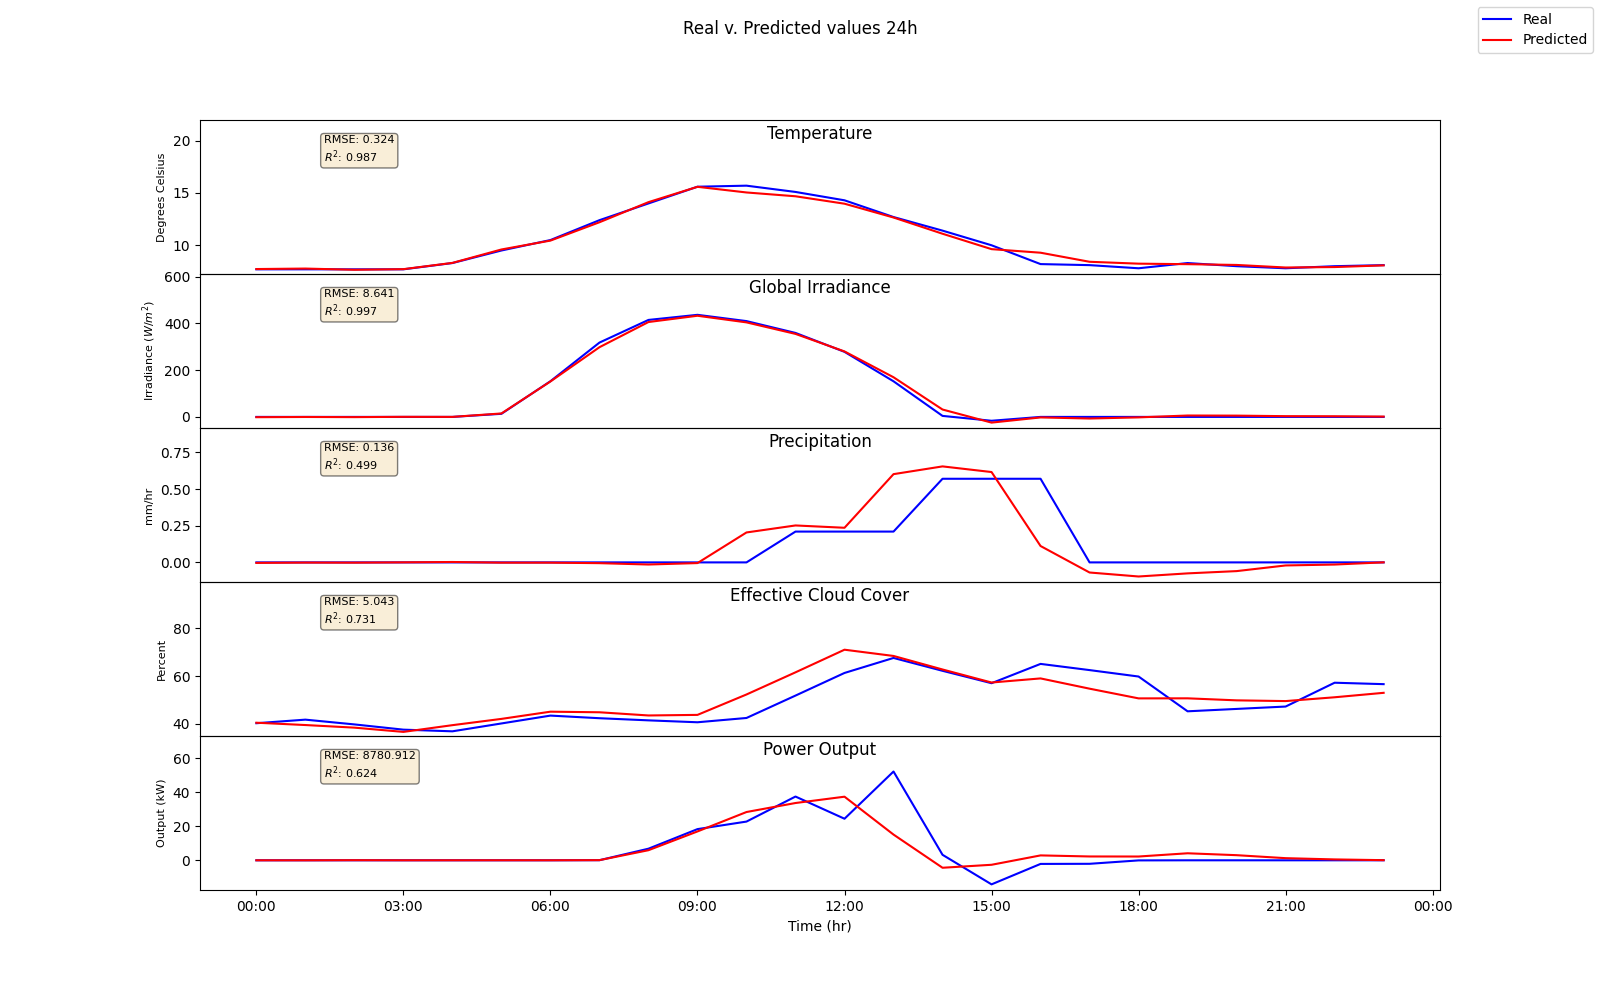 Real v. Predicted values 24h
Real
Predicted
Temperature
RMSE: 0.324
R²: 0.987
Degrees Celsius
20
15
10
Global Irradiance
RMSE: 8.641
R²: 0.997
Irradiance (W/m²)
600
400
200
0
Precipitation
RMSE: 0.136
R²: 0.499
mm/hr
0.75
0.50
0.25
0.00
Effective Cloud Cover
RMSE: 5.043
R²: 0.731
Percent
80
60
40
Power Output
RMSE: 8780.912
R²: 0.624
Output (kW)
60
40
20
0
00:00 03:00 06:00 09:00 12:00 15:00 18:00 21:00 00:00
Time (hr)